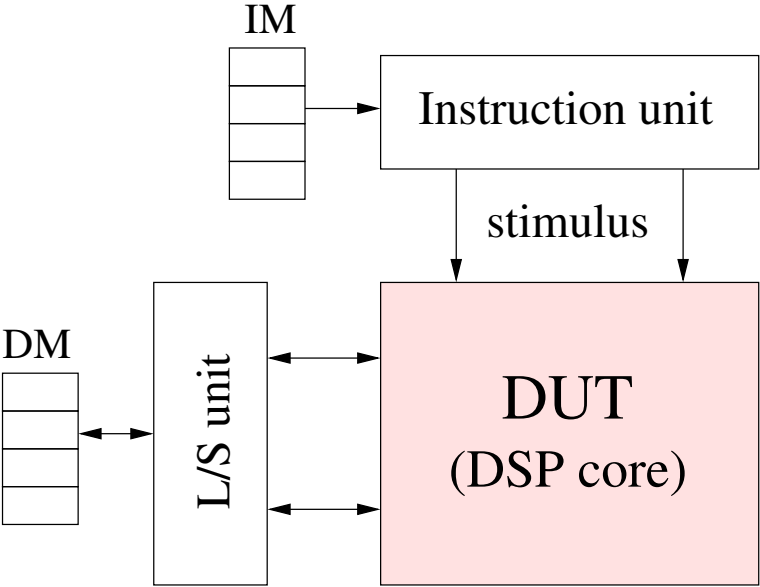 IM
Instruction unit
stimulus
DM
L/S unit
DUT
(DSP core)